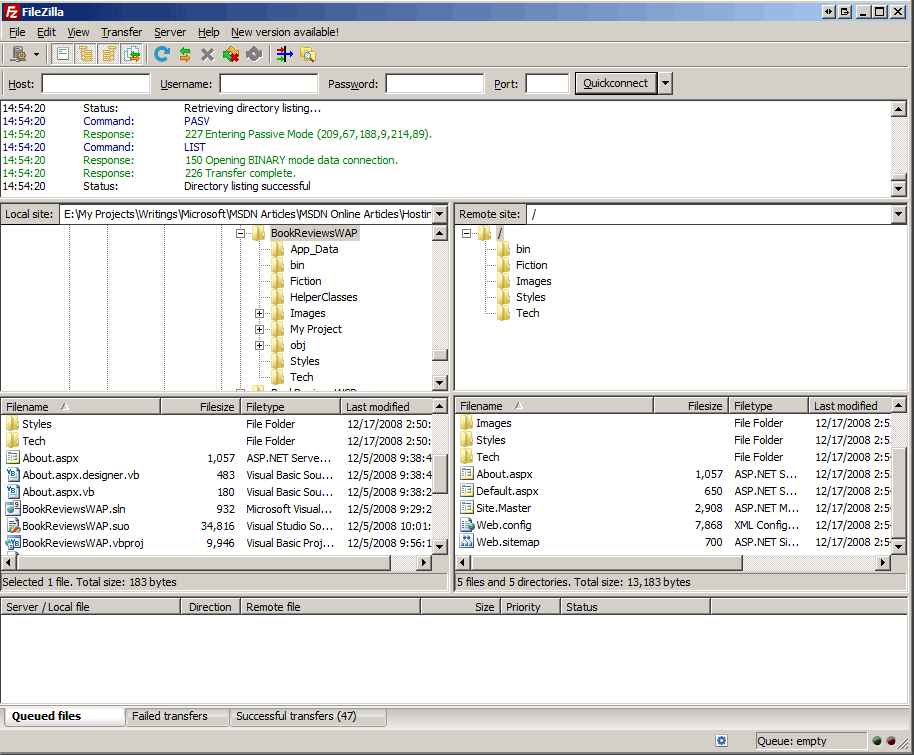 FileZilla
File Edit View Transfer Server Help New version available!
Host: Username: Password: Port: Quickconnect
14:54:20 Status: Retrieving directory listing...
14:54:20 Command: PASV
14:54:20 Response: 227 Entering Passive Mode (209,67,188,9,214,89).
14:54:20 Command: LIST
14:54:20 Response: 150 Opening BINARY mode data connection.
14:54:20 Response: 226 Transfer complete.
14:54:20 Status: Directory listing successful
Local site: E:\My Projects\Writings\Microsoft\MSDN Articles\MSDN Online Articles\Hostin
BookReviewsWAP
App_Data
bin
Fiction
HelperClasses
Images
My Project
obj
Styles
Tech
Remote site: /
/
bin
Fiction
Images
Styles
Tech
Filename Filesize Filetype Last modified
Styles File Folder 12/17/2008 2:50:
Tech File Folder 12/17/2008 2:50:
About.aspx 1,057 ASP.NET Serve... 12/5/2008 9:38:4
About.aspx.designer.vb 483 Visual Basic Sou... 12/5/2008 9:38:4
About.aspx.vb 180 Visual Basic Sou... 12/5/2008 9:38:2
BookReviewsWAP.sln 932 Microsoft Visual... 12/5/2008 9:29:2
BookReviewsWAP.suo 34,816 Visual Studio So... 12/5/2008 10:01:
BookReviewsWAP.vbproj 9,946 Visual Basic Proj... 12/5/2008 9:56:1
Selected 1 file. Total size: 183 bytes
Filename Filesize Filetype Last modified
Images File Folder 12/17/2008 2:5
Styles File Folder 12/17/2008 2:5
Tech File Folder 12/17/2008 2:5
About.aspx 1,057 ASP.NET S... 12/17/2008 2:5
Default.aspx 650 ASP.NET S... 12/17/2008 2:5
Site.Master 2,908 ASP.NET M... 12/17/2008 2:5
Web.config 7,868 XML Config... 12/17/2008 2:5
Web.sitemap 700 ASP.NET Si... 12/17/2008 2:5
5 files and 5 directories. Total size: 13,183 bytes
Server / Local file Direction Remote file Size Priority Status
Queued files Failed transfers Successful transfers (47)
Queue: empty